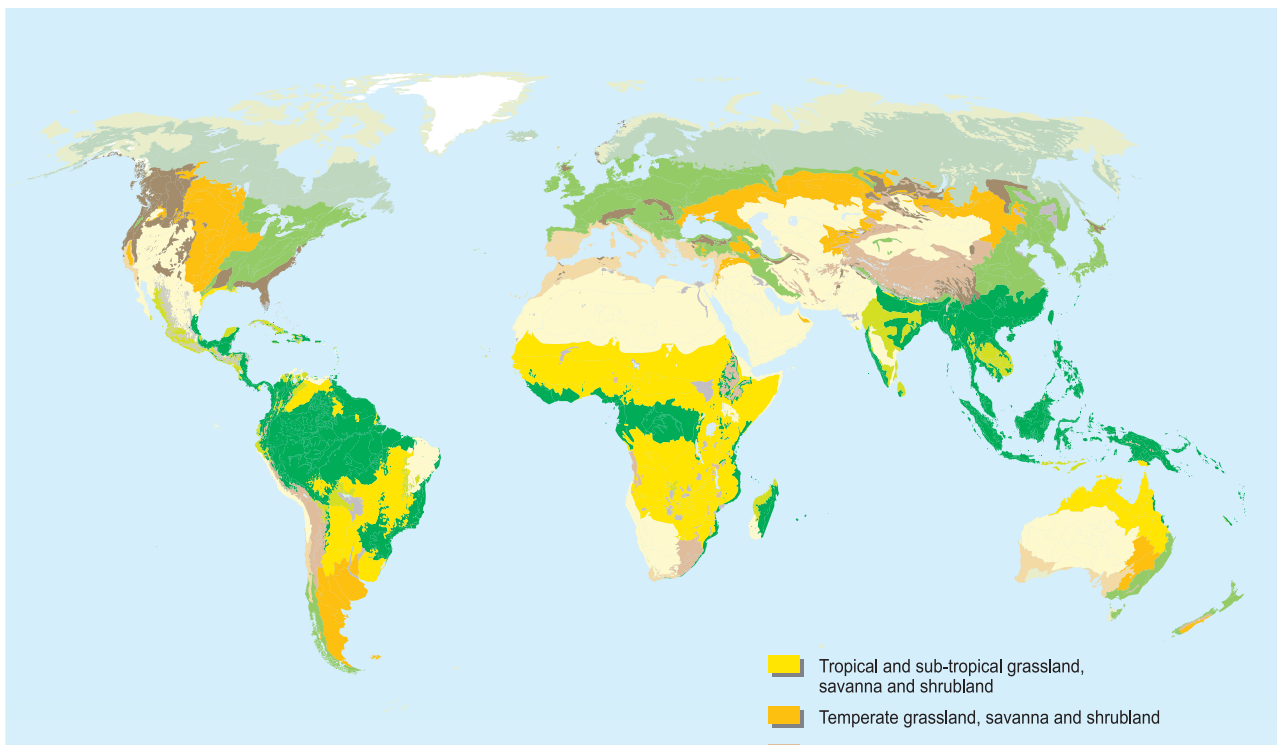 Tropical and sub-tropical grassland,
savanna and shrubland
Temperate grassland, savanna and shrubland